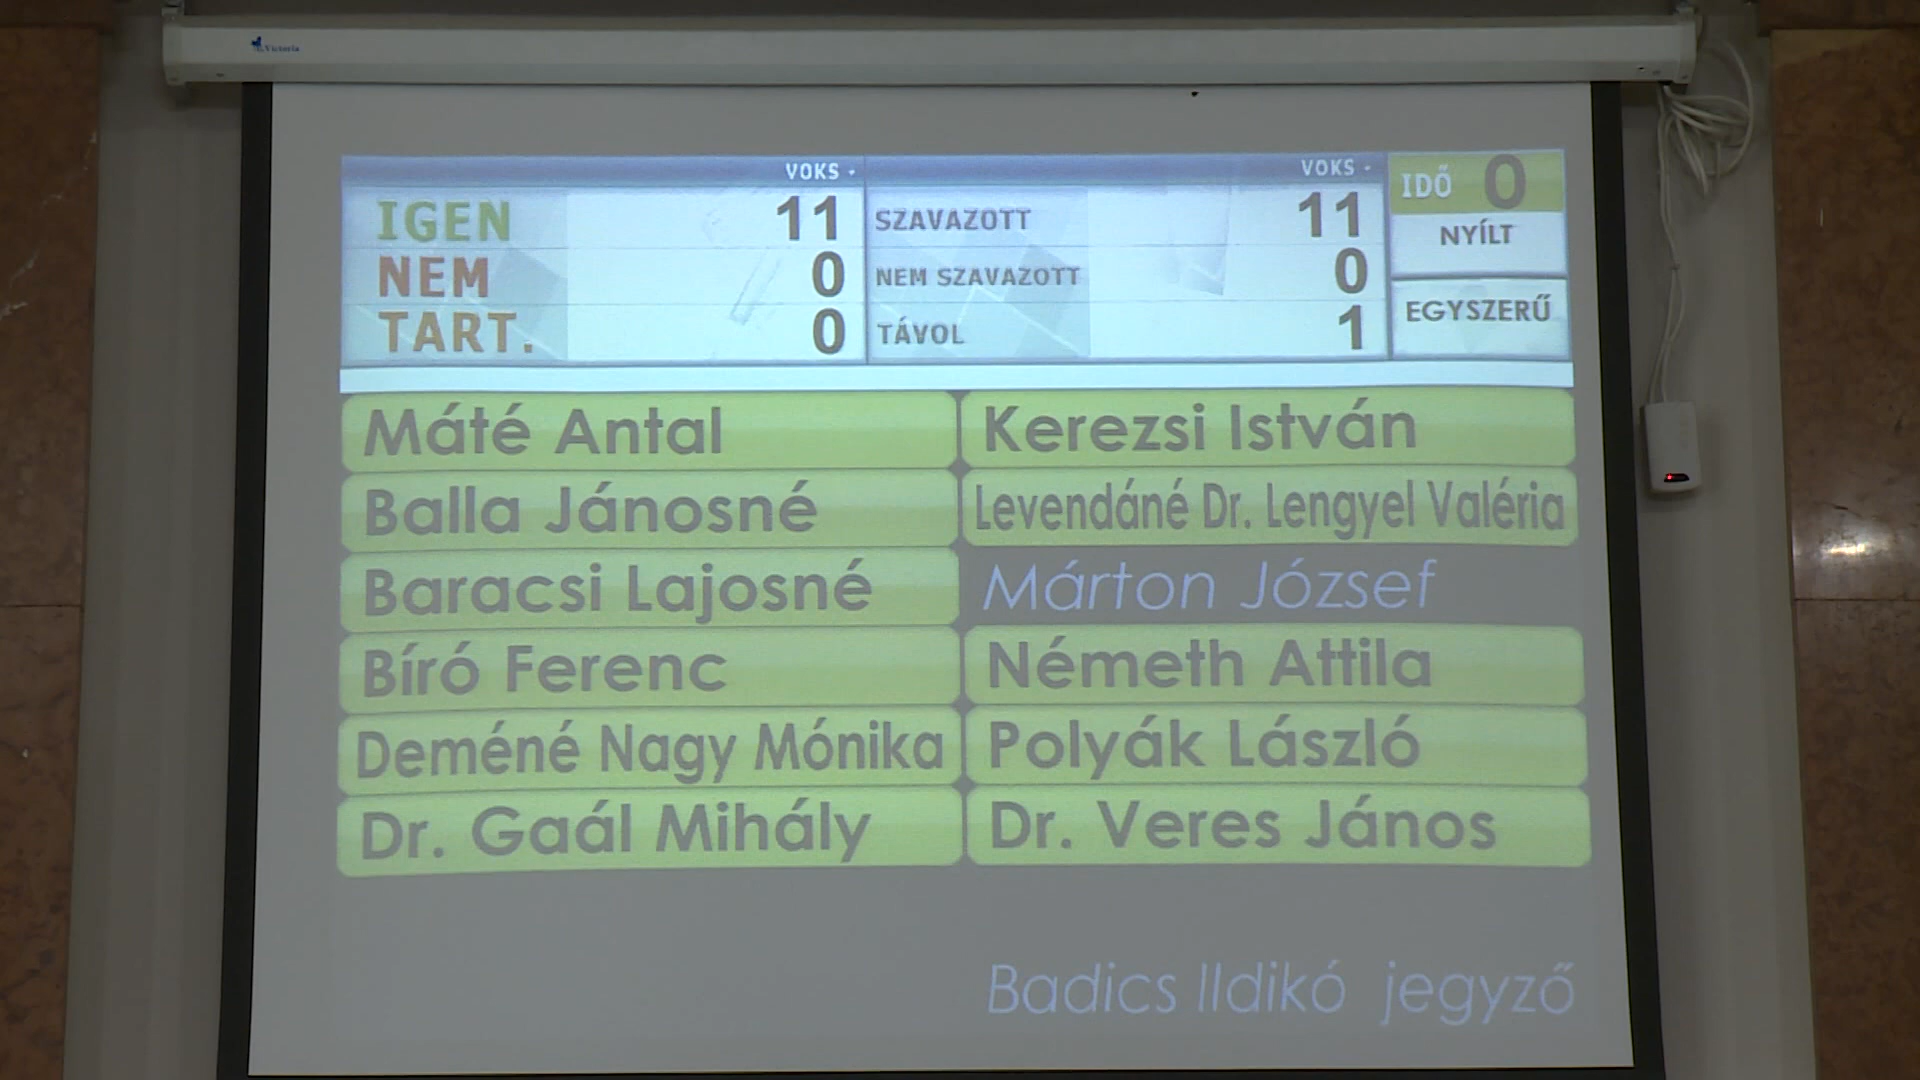 Victoria
VOKS VOKS IDŐ 0
IGEN 11 SZAVAZOTT 11 NYÍLT
NEM 0 NEM SZAVAZOTT 0
TART. 0 TÁVOL 1 EGYSZERŰ
Máté Antal Kerezsi István
Balla Jánosné Levendáné Dr. Lengyel Valéria
Baracsi Lajosné Márton József
Bíró Ferenc Németh Attila
Deméné Nagy Mónika Polyák László
Dr. Gaál Mihály Dr. Veres János
Badics Ildikó jegyző